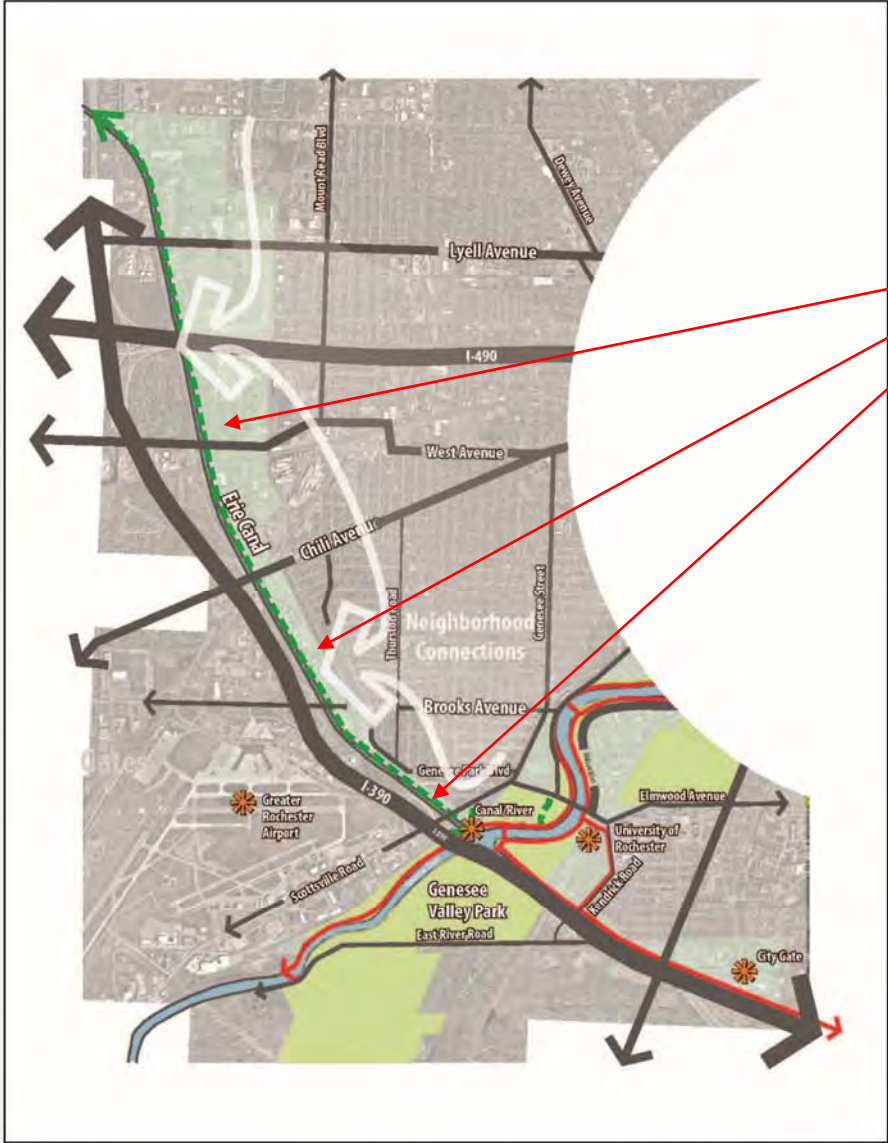 Mount Read Blvd
Dewey Avenue
Lyell Avenue
I-490
West Avenue
Erie Canal
Chili Avenue
Thurston Road
Genesee Street
Neighborhood
Connections
Brooks Avenue
Gates
Genesee Park Blvd
I-390
Elmwood Avenue
Greater
Rochester
Airport
Canal/River
University of
Rochester
Scottsville Road
Kendrick Road
Genesee
Valley Park
East River Road
City Gate